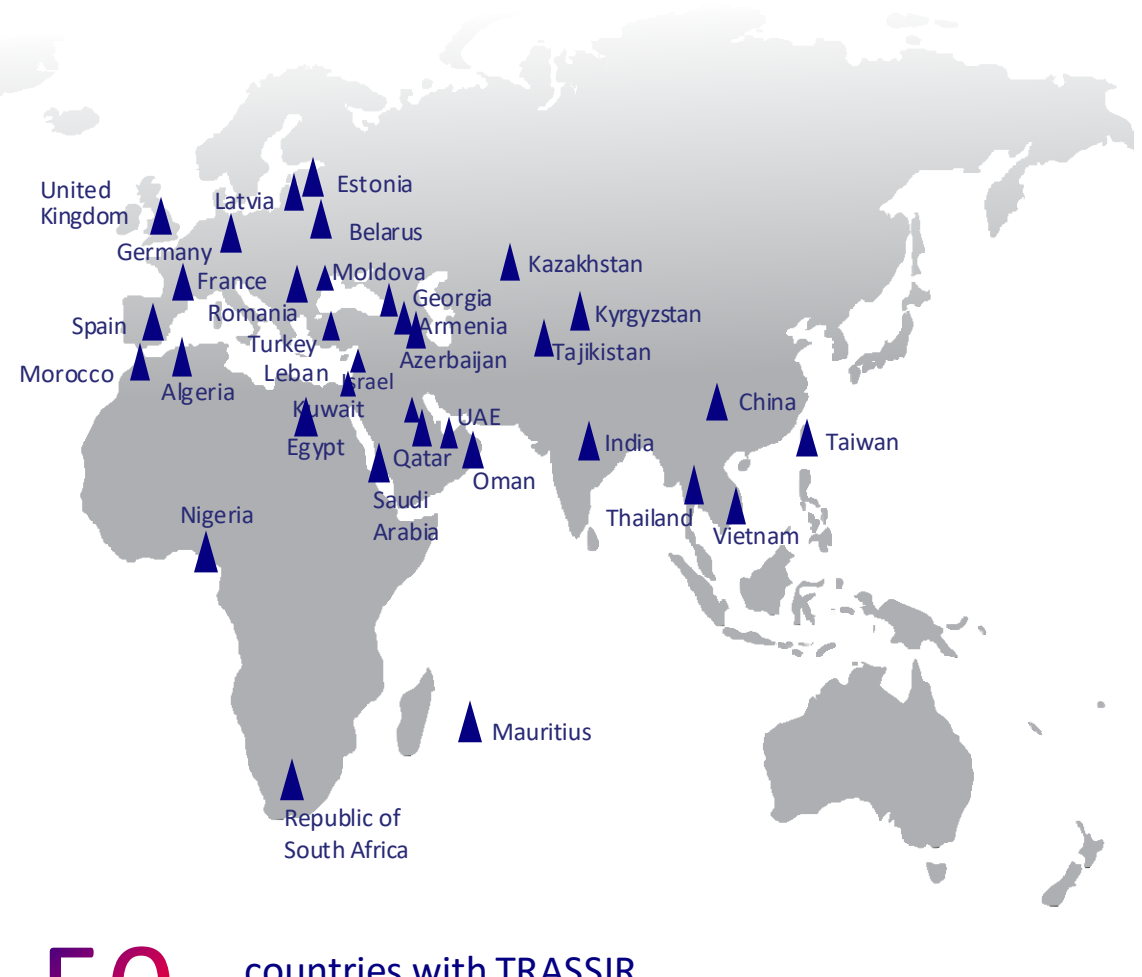 United
Kingdom
Latvia
Estonia
Belarus
Germany
France
Moldova
Kazakhstan
Georgia
Romania
Kyrgyzstan
Spain
Armenia
Turkey
Tajikistan
Azerbaijan
Leban
Israel
Morocco
Algeria
Kuwait
China
UAE
Egypt
Qatar
India
Taiwan
Oman
Saudi
Arabia
Nigeria
Thailand
Vietnam
Mauritius
Republic of
South Africa
countries with TRASSIR